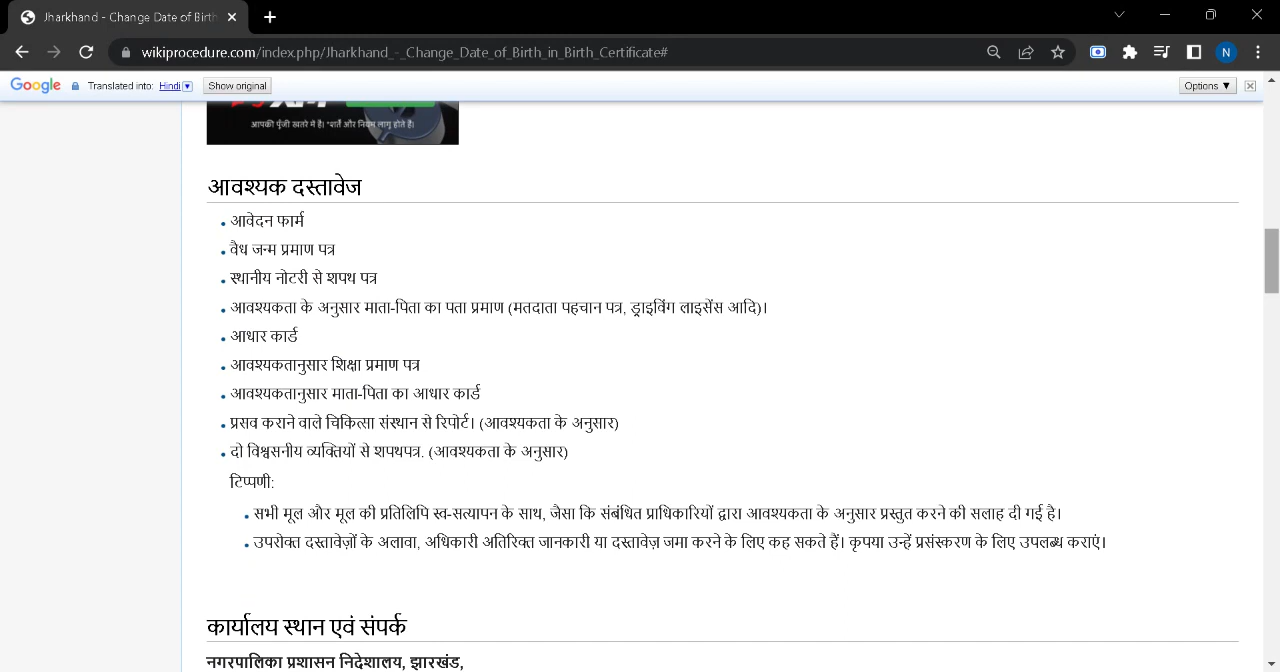 Jharkhand - Change Date of Birth
wikiprocedure.com/index.php/Jharkhand_-_Change_Date_of_Birth_in_Birth_Certificate#
N
Google Translated into: Hindi Show original Options ▼
आपकी पूँजी खतरे में है। *शर्तें और नियम लागू होते हैं।
आवश्यक दस्तावेज
आवेदन फार्म
वैध जन्म प्रमाण पत्र
स्थानीय नोटरी से शपथ पत्र
आवश्यकता के अनुसार माता-पिता का पता प्रमाण (मतदाता पहचान पत्र, ड्राइविंग लाइसेंस आदि)।
आधार कार्ड
आवश्यकतानुसार शिक्षा प्रमाण पत्र
आवश्यकतानुसार माता-पिता का आधार कार्ड
प्रसव कराने वाले चिकित्सा संस्थान से रिपोर्ट। (आवश्यकता के अनुसार)
दो विश्वसनीय व्यक्तियों से शपथपत्र. (आवश्यकता के अनुसार)
टिप्पणी:
सभी मूल और मूल की प्रतिलिपि स्व-सत्यापन के साथ, जैसा कि संबंधित प्राधिकारियों द्वारा आवश्यकता के अनुसार प्रस्तुत करने की सलाह दी गई है।
उपरोक्त दस्तावेज़ों के अलावा, अधिकारी अतिरिक्त जानकारी या दस्तावेज़ जमा करने के लिए कह सकते हैं। कृपया उन्हें प्रसंस्करण के लिए उपलब्ध कराएं।
कार्यालय स्थान एवं संपर्क
नगरपालिका प्रशासन निदेशालय, झारखंड,